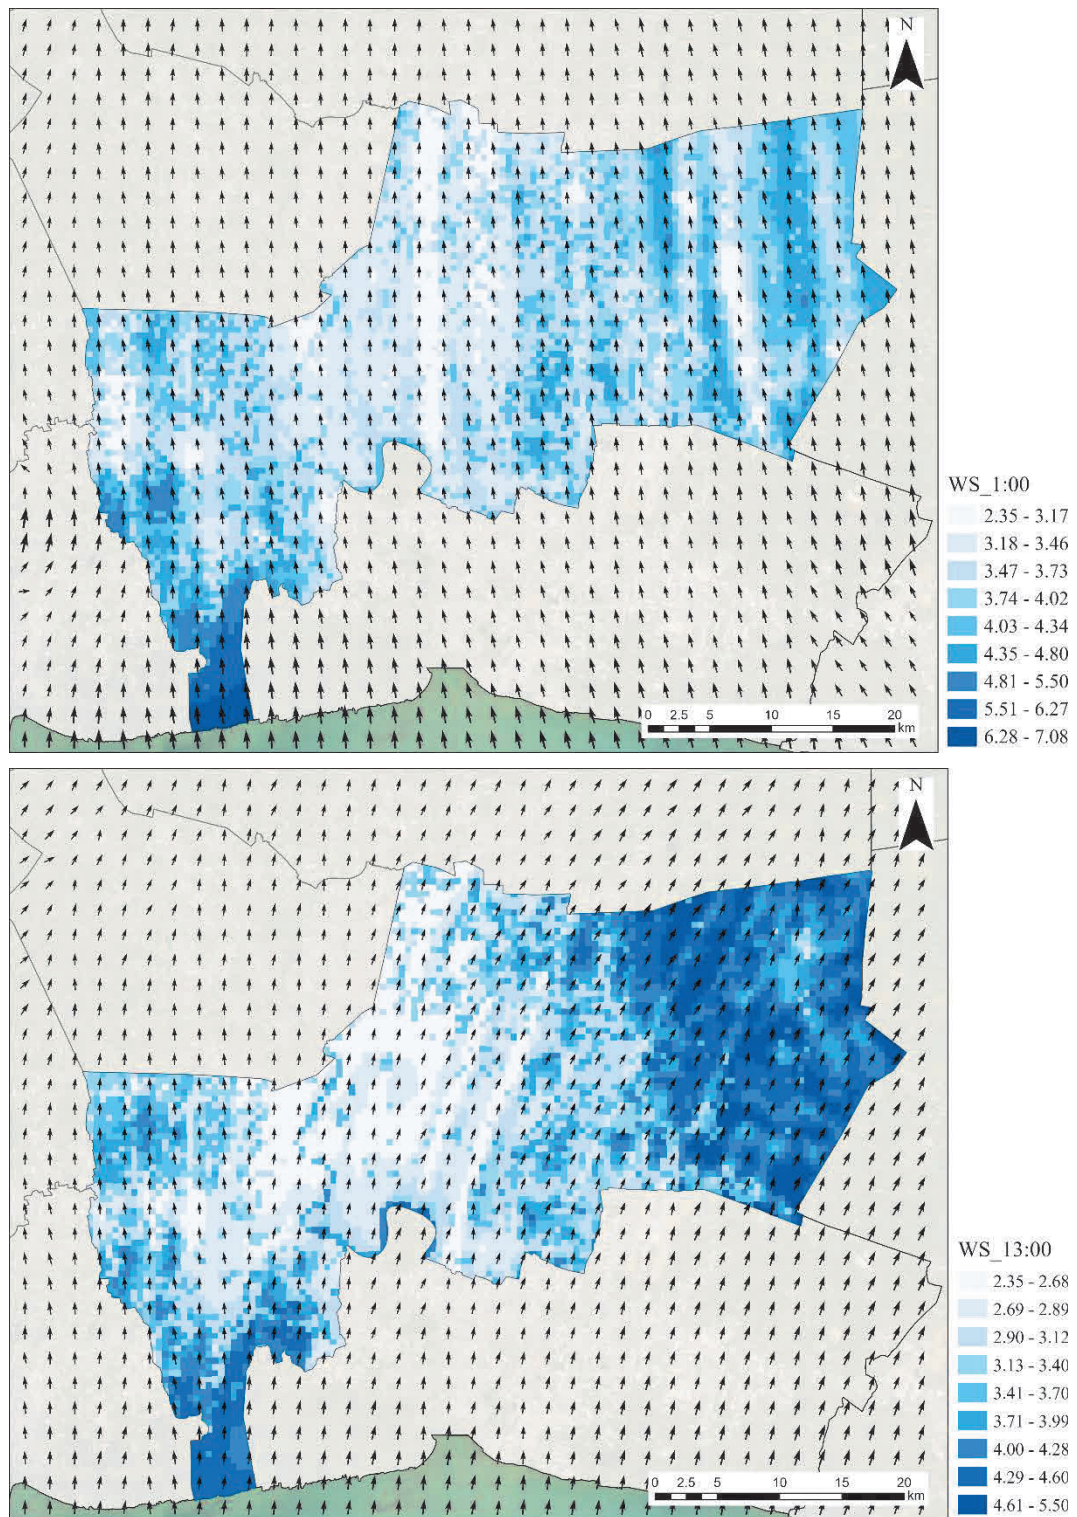 N
WS_1:00
2.35 - 3.17
3.18 - 3.46
3.47 - 3.73
3.74 - 4.02
4.03 - 4.34
4.35 - 4.80
4.81 - 5.50
5.51 - 6.27
6.28 - 7.08
0 2.5 5 10 15 20
km
N
WS_13:00
2.35 - 2.68
2.69 - 2.89
2.90 - 3.12
3.13 - 3.40
3.41 - 3.70
3.71 - 3.99
4.00 - 4.28
4.29 - 4.60
4.61 - 5.50
0 2.5 5 10 15 20
km